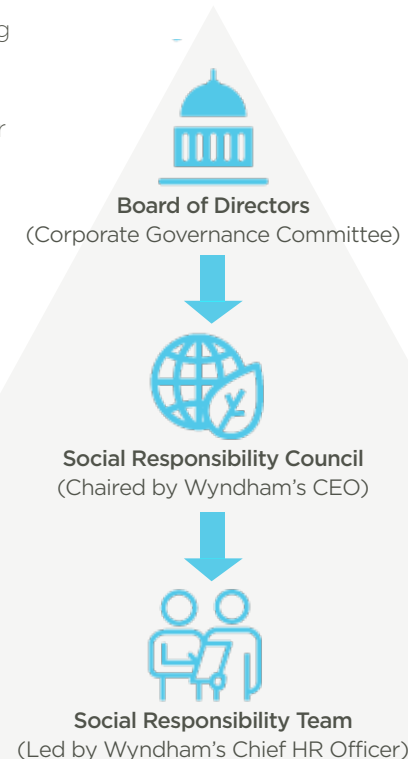 g
r
Board of Directors
(Corporate Governance Committee)
Social Responsibility Council
(Chaired by Wyndham's CEO)
Social Responsibility Team
(Led by Wyndham's Chief HR Officer)